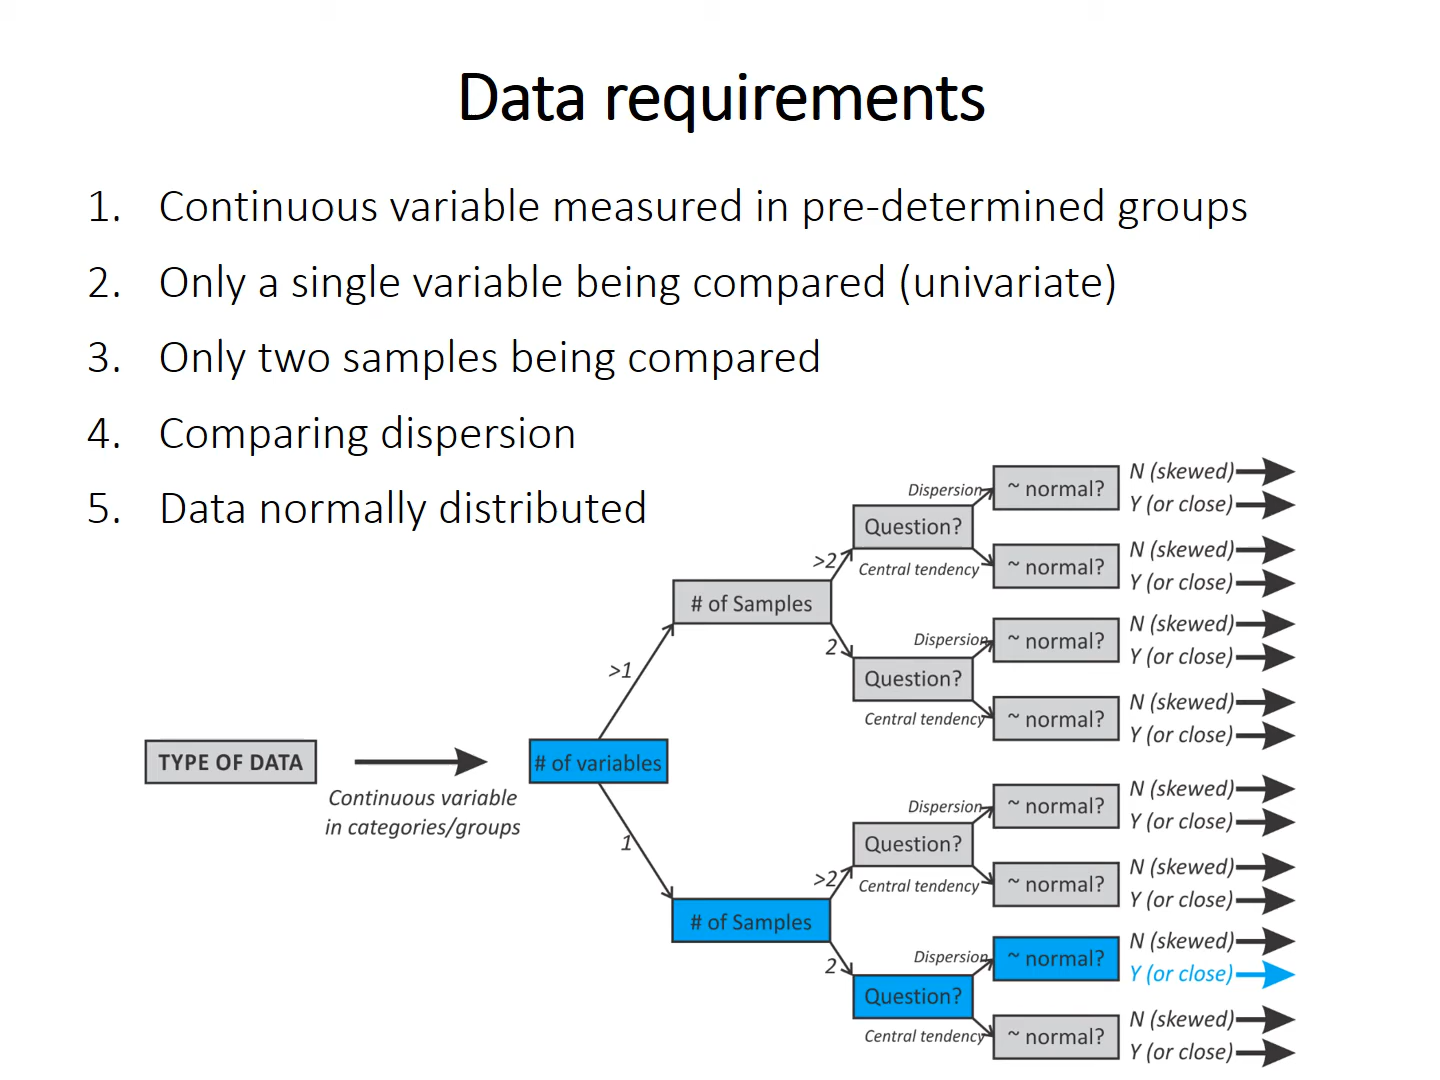 Data requirements
1. Continuous variable measured in pre-determined groups
2. Only a single variable being compared (univariate)
3. Only two samples being compared
4. Comparing dispersion
5. Data normally distributed
TYPE OF DATA
Continuous variable
in categories/groups
# of variables
>1
# of Samples
>2
Question?
Dispersion
~ normal?
N (skewed)
Y (or close)
Central tendency
~ normal?
N (skewed)
Y (or close)
2
Question?
Dispersion
~ normal?
N (skewed)
Y (or close)
Central tendency
~ normal?
N (skewed)
Y (or close)
1
# of Samples
>2
Question?
Dispersion
~ normal?
N (skewed)
Y (or close)
Central tendency
~ normal?
N (skewed)
Y (or close)
2
Question?
Dispersion
~ normal?
N (skewed)
Y (or close)
Central tendency
~ normal?
N (skewed)
Y (or close)